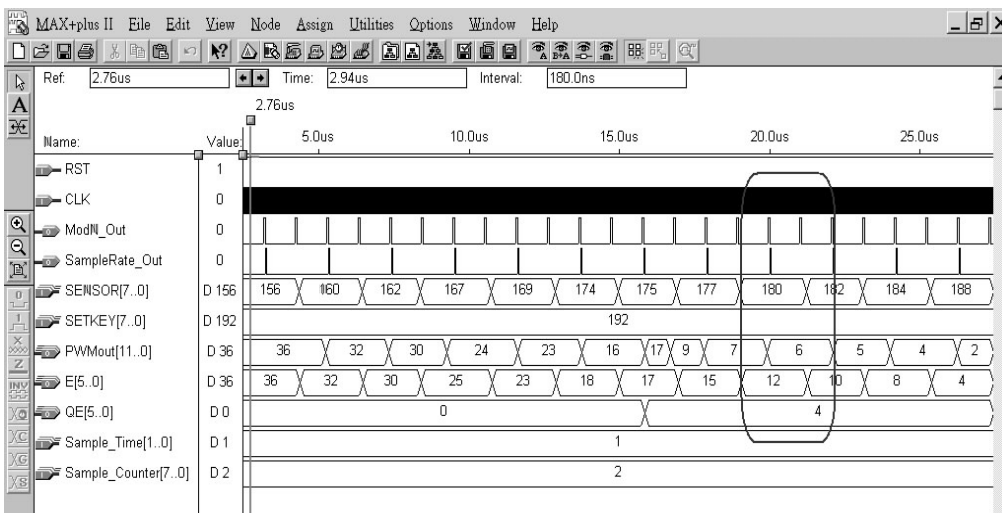 MAX+plus II File Edit View Node Assign Utilities Options Window Help
Ref: 2.76us Time: 2.94us Interval: 180.0ns
2.76us
Name: Value: 5.0us 10.0us 15.0us 20.0us 25.0us
RST 1
CLK 0
ModN_Out 0
SampleRate_Out 0
SENSOR[7..0] D 156 156 160 162 167 169 174 175 177 180 182 184 188
SETKEY[7..0] D 192 192
PWMout[11..0] D 36 36 32 30 24 23 16 17 9 7 6 5 4 2
E[5..0] D 36 36 32 30 25 23 18 17 15 12 10 8 4
QE[5..0] D 0 0 4
Sample_Time[1..0] D 1 1
Sample_Counter[7..0] D 2 2